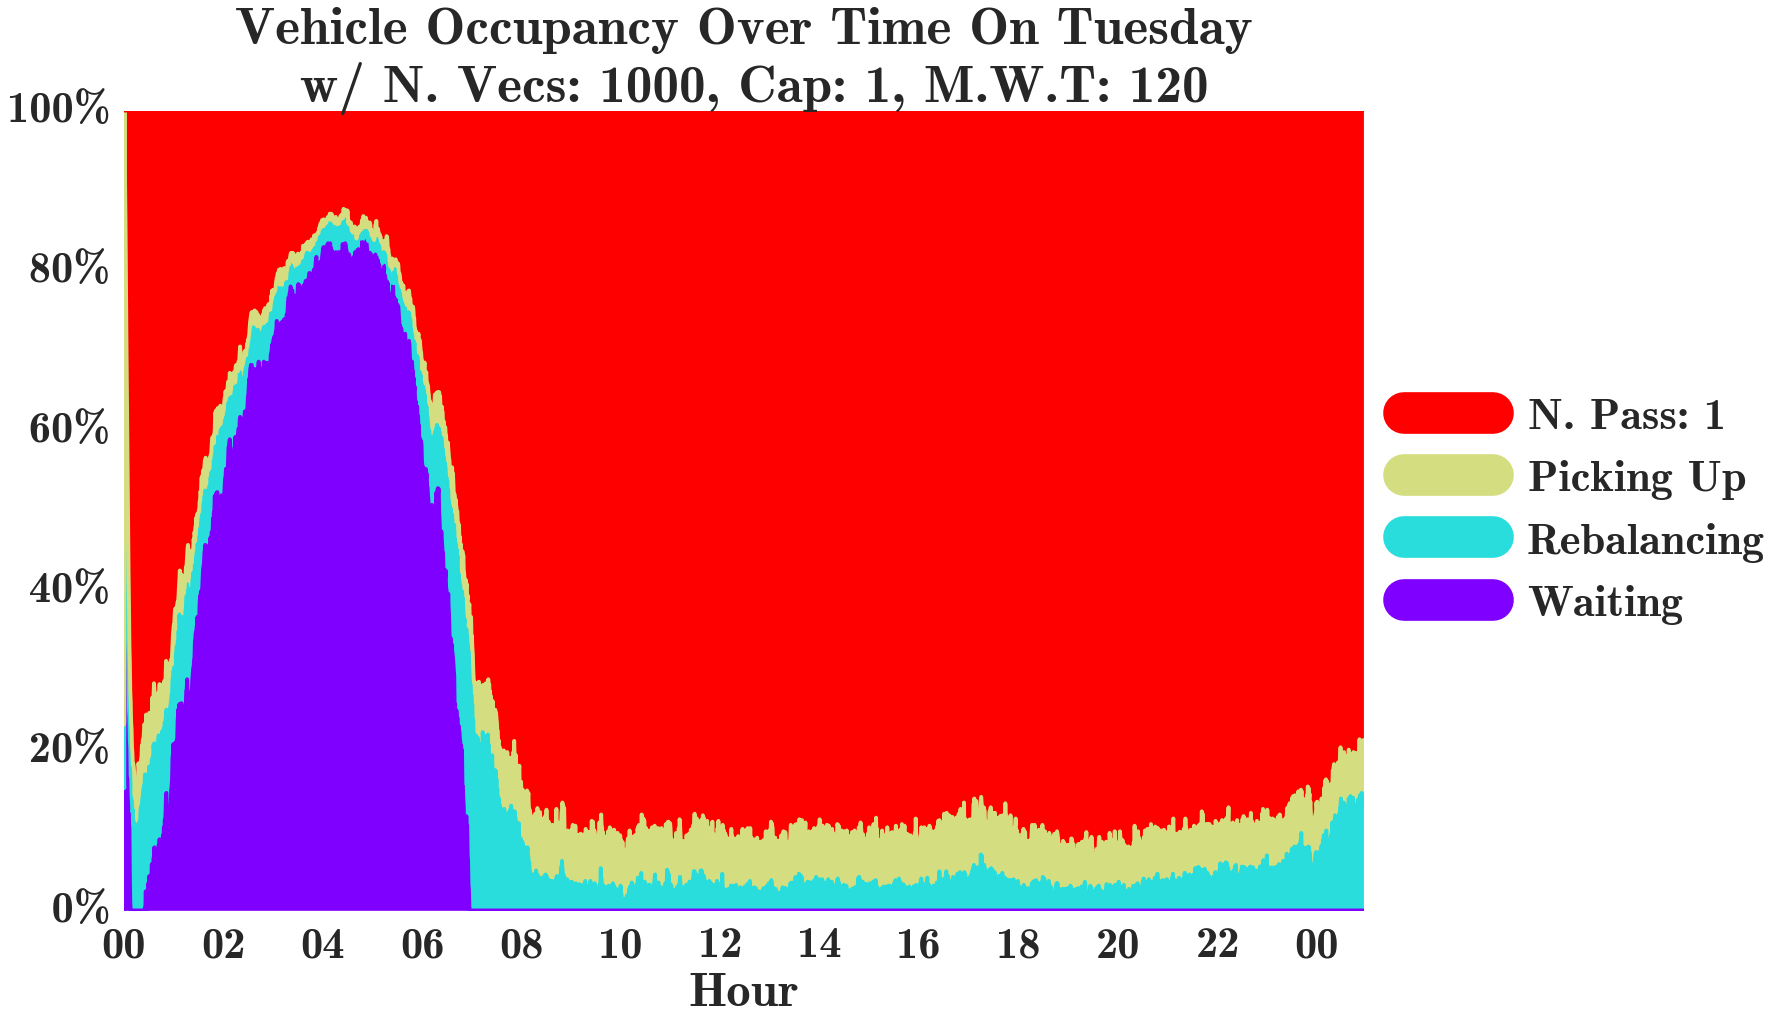 Vehicle Occupancy Over Time On Tuesday
w/ N. Vecs: 1000, Cap: 1, M.W.T: 120
100%
80%
60%
40%
20%
0%
00 02 04 06 08 10 12 14 16 18 20 22 00
Hour
N. Pass: 1
Picking Up
Rebalancing
Waiting